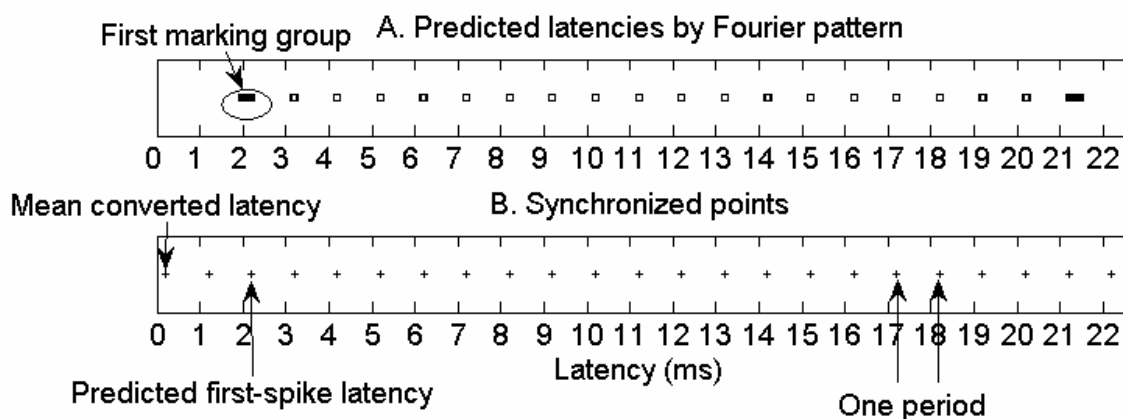 First marking group
A. Predicted latencies by Fourier pattern
0 1 2 3 4 5 6 7 8 9 10 11 12 13 14 15 16 17 18 19 20 21 22
Mean converted latency
B. Synchronized points
0 1 2 3 4 5 6 7 8 9 10 11 12 13 14 15 16 17 18 19 20 21 22
Latency (ms)
Predicted first-spike latency
One period